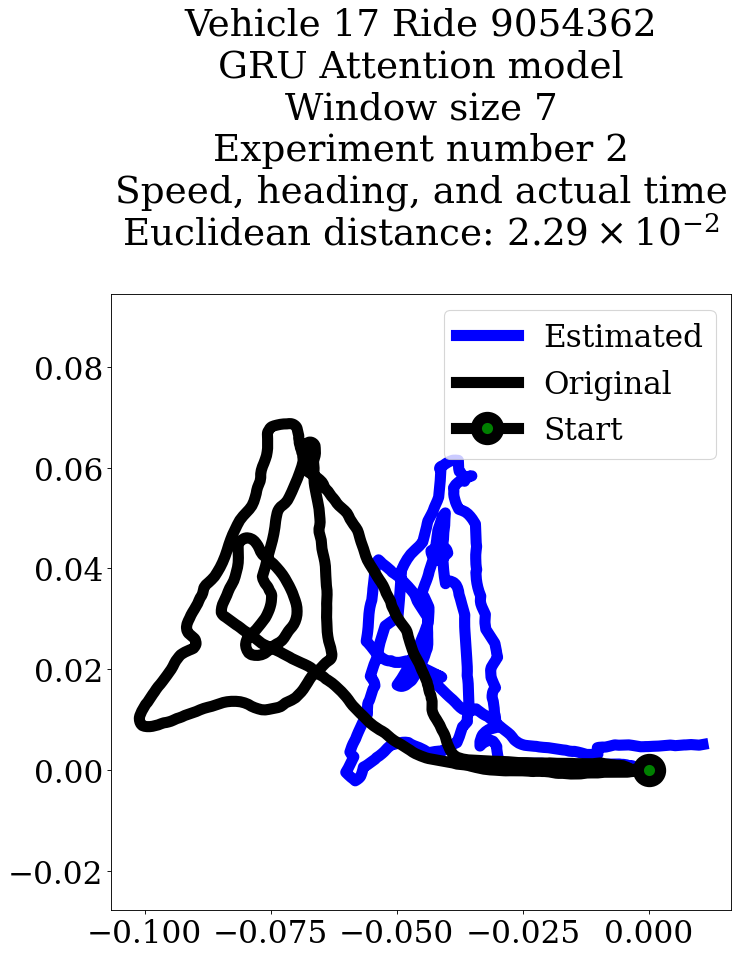 Vehicle 17 Ride 9054362
GRU Attention model
Window size 7
Experiment number 2
Speed, heading, and actual time
Euclidean distance: 2.29 × 10⁻²
Estimated
Original
Start
0.08
0.06
0.04
0.02
0.00
−0.02
−0.100 −0.075 −0.050 −0.025 0.000